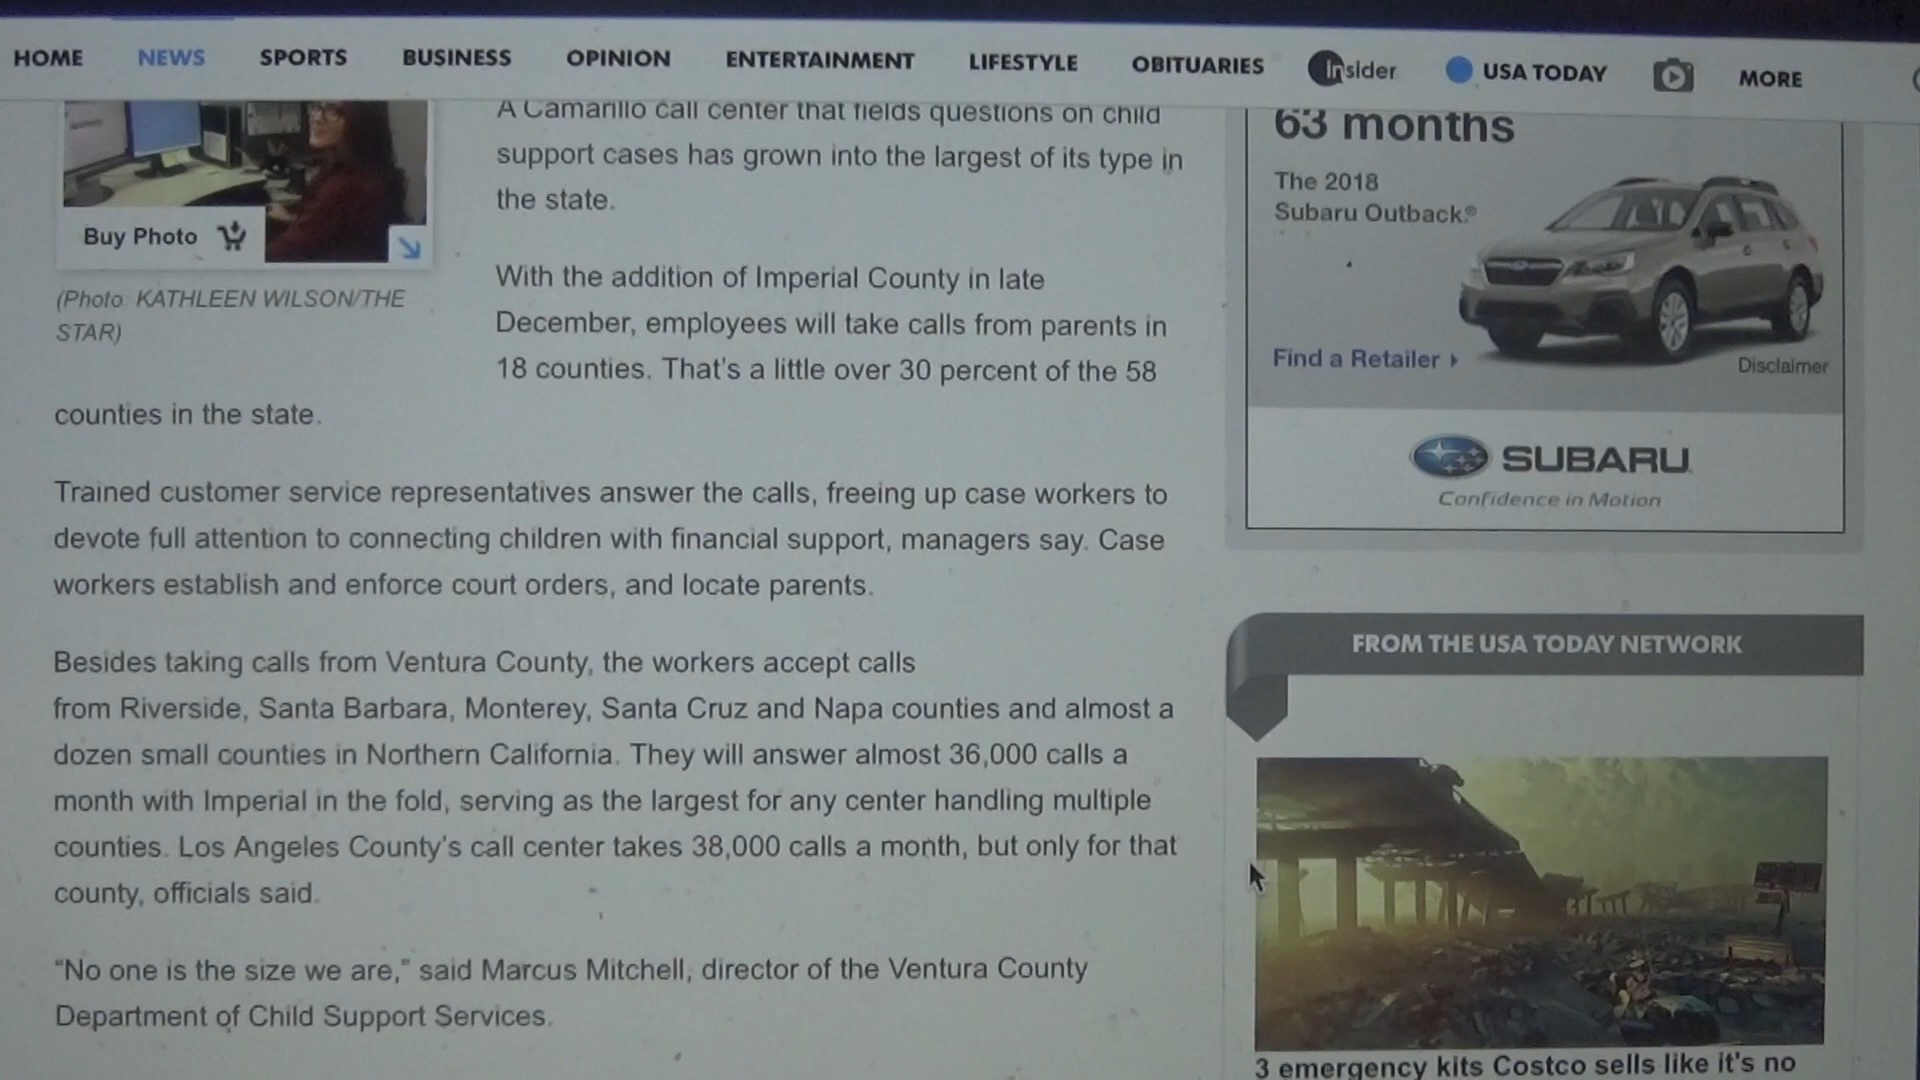 HOME NEWS SPORTS BUSINESS OPINION ENTERTAINMENT LIFESTYLE OBITUARIES Insider USA TODAY MORE
Buy Photo
(Photo: KATHLEEN WILSON/THE
STAR)
A Camarillo call center that fields questions on child
support cases has grown into the largest of its type in
the state.
With the addition of Imperial County in late
December, employees will take calls from parents in
18 counties. That's a little over 30 percent of the 58
counties in the state.
Trained customer service representatives answer the calls, freeing up case workers to
devote full attention to connecting children with financial support, managers say. Case
workers establish and enforce court orders, and locate parents.
Besides taking calls from Ventura County, the workers accept calls
from Riverside, Santa Barbara, Monterey, Santa Cruz and Napa counties and almost a
dozen small counties in Northern California. They will answer almost 36,000 calls a
month with Imperial in the fold, serving as the largest for any center handling multiple
counties. Los Angeles County's call center takes 38,000 calls a month, but only for that
county, officials said.
“No one is the size we are,” said Marcus Mitchell, director of the Ventura County
Department of Child Support Services.
63 months
The 2018
Subaru Outback®
Find a Retailer
Disclaimer
SUBARU
Confidence in Motion
FROM THE USA TODAY NETWORK
3 emergency kits Costco sells like it's no